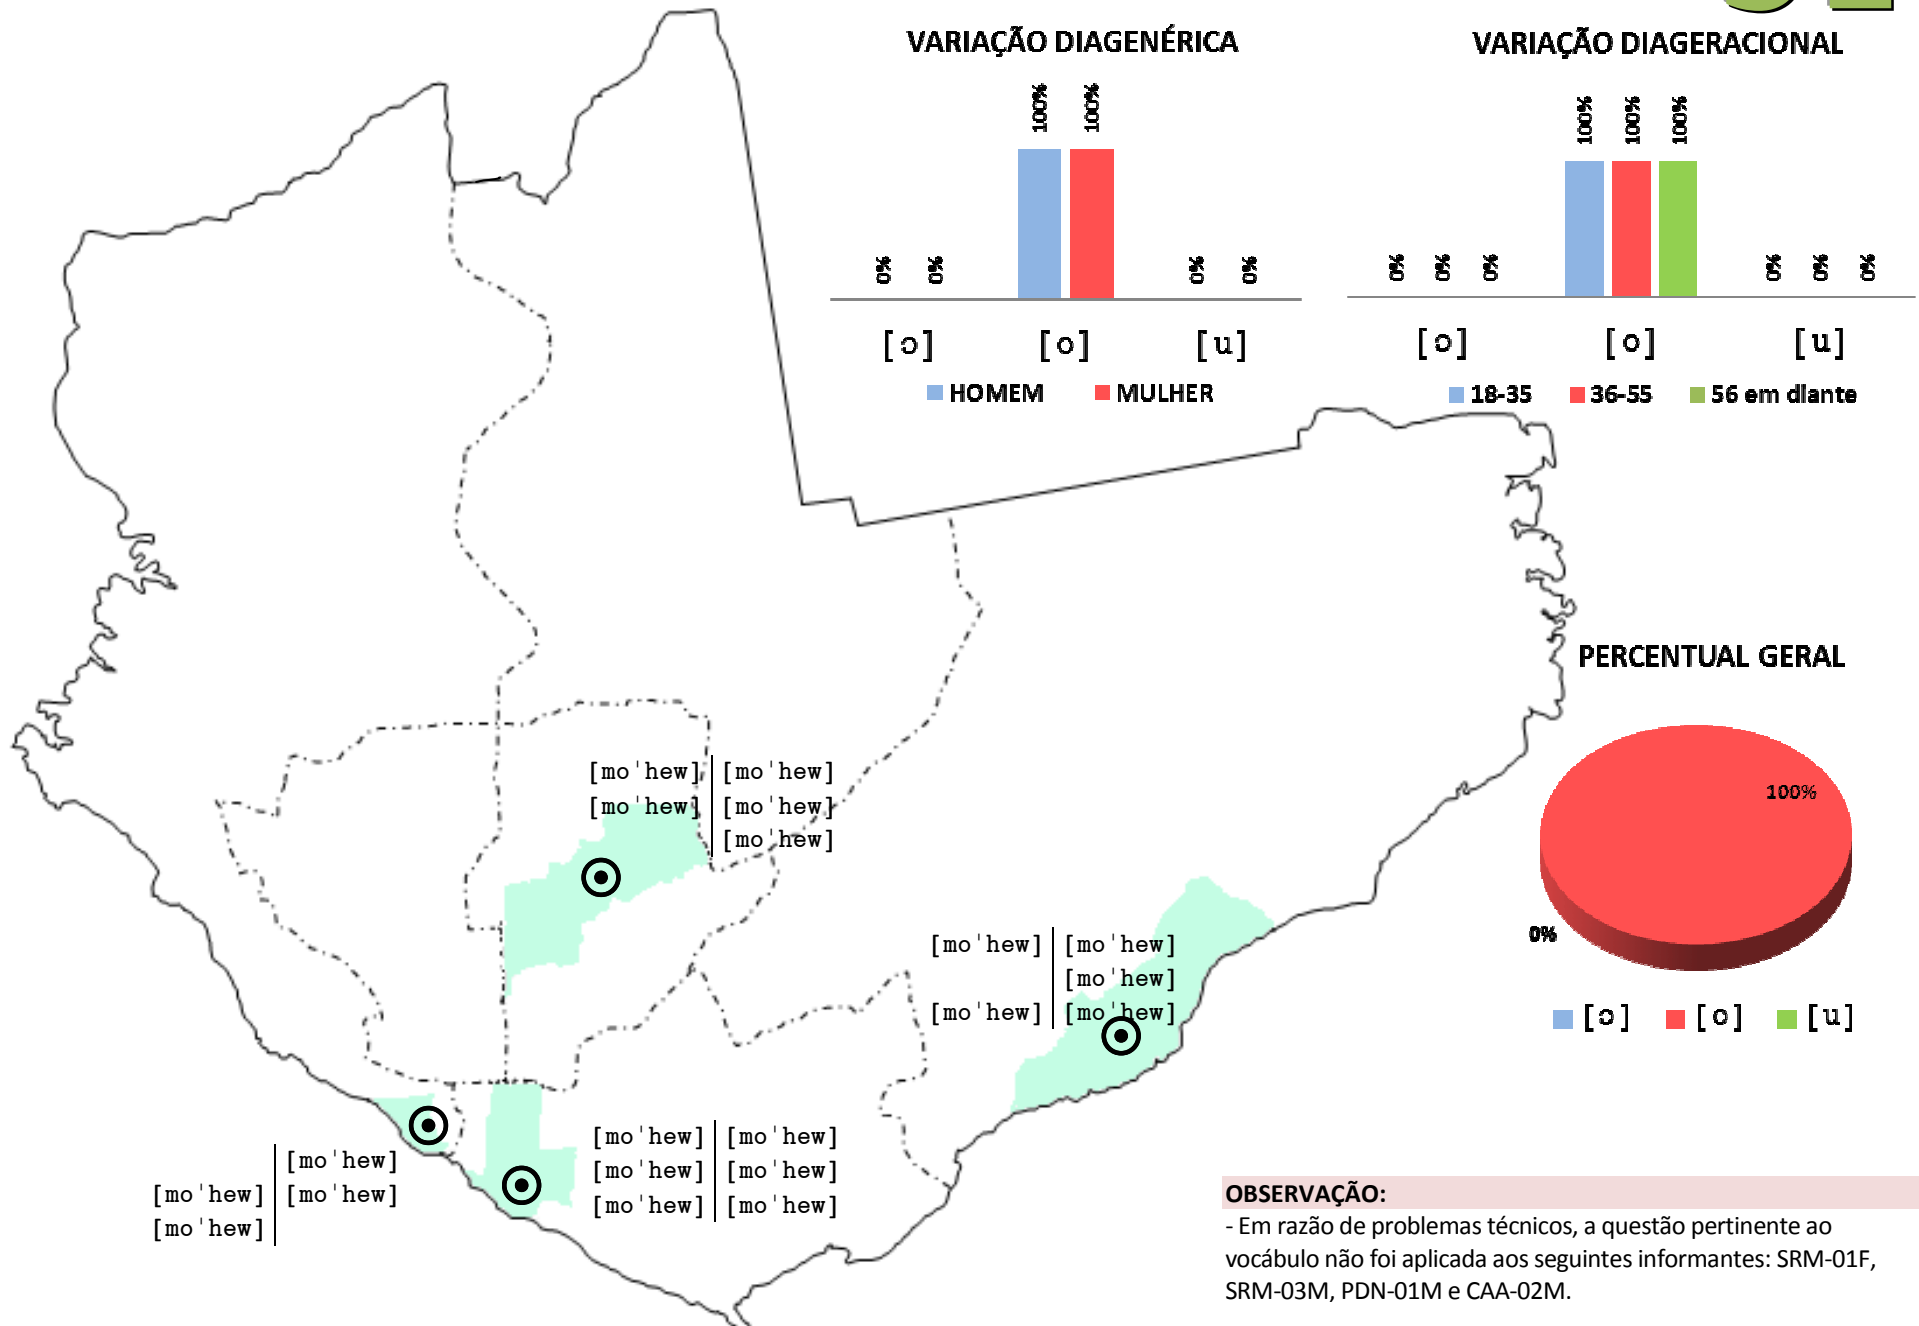 VARIAÇÃO DIAGENÉRICA
100% 100%
0% 0% 0% 0%
[ɔ] [o] [u]
HOMEM MULHER
VARIAÇÃO DIAGERACIONAL
100% 100% 100%
0% 0% 0% 0% 0% 0%
[ɔ] [o] [u]
18-35 36-55 56 em diante
PERCENTUAL GERAL
100%
0%
[ɔ] [o] [u]
[moˈhew] [moˈhew]
[moˈhew] [moˈhew]
[moˈhew]
[moˈhew] [moˈhew]
[moˈhew]
[moˈhew] [moˈhew]
[moˈhew]
[moˈhew] [moˈhew]
[moˈhew]
[moˈhew] [moˈhew]
[moˈhew] [moˈhew]
[moˈhew] [moˈhew]
OBSERVAÇÃO:
- Em razão de problemas técnicos, a questão pertinente ao
vocábulo não foi aplicada aos seguintes informantes: SRM-01F,
SRM-03M, PDN-01M e CAA-02M.